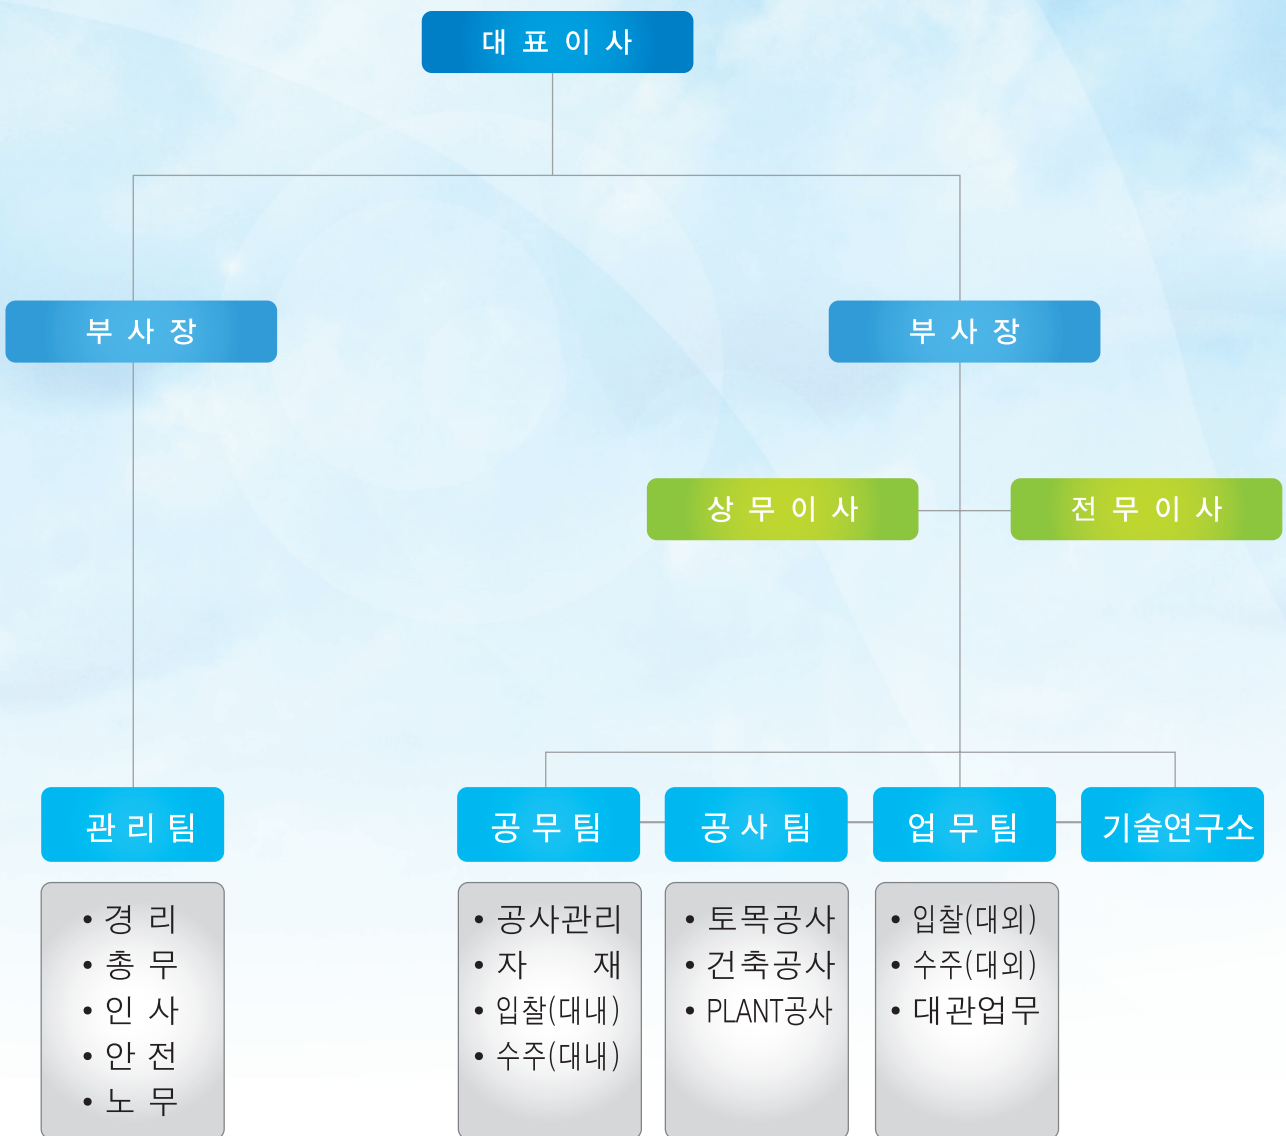 대표이사
부사장
부사장
상무이사
전무이사
관리팀
• 경 리
• 총 무
• 인 사
• 안 전
• 노 무
공무팀
• 공사관리
• 자 재
• 입찰(대내)
• 수주(대내)
공사팀
• 토목공사
• 건축공사
• PLANT공사
업무팀
• 입찰(대외)
• 수주(대외)
• 대관업무
기술연구소